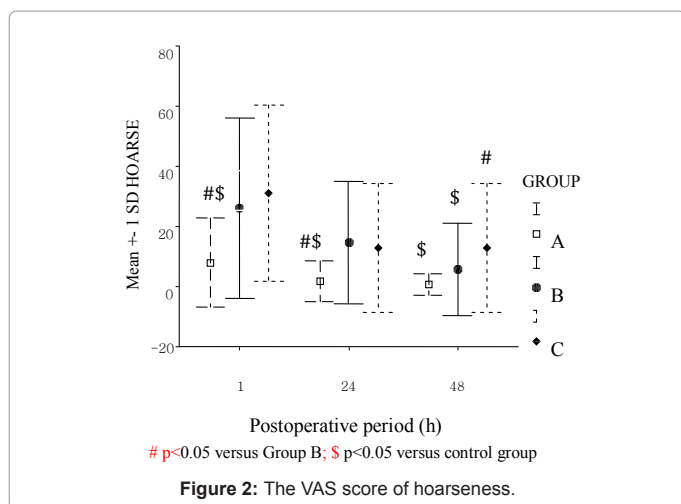 80
60
40
20
0
-20
Mean +- 1 SD HOARSE
#$
#$
$
$
#
GROUP
A
B
C
1 24 48
Postoperative period (h)
# p<0.05 versus Group B; $ p<0.05 versus control group
Figure 2: The VAS score of hoarseness.